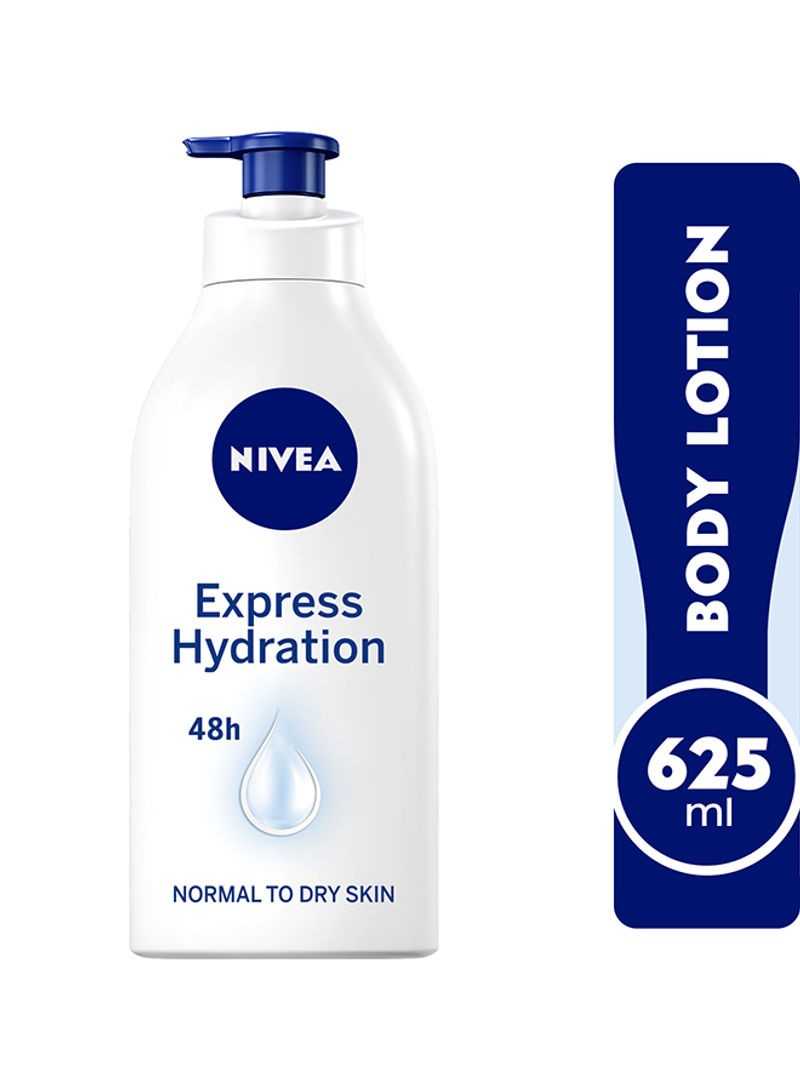 NIVEA
Express
Hydration
48h
NORMAL TO DRY SKIN
BODY LOTION
625
ml